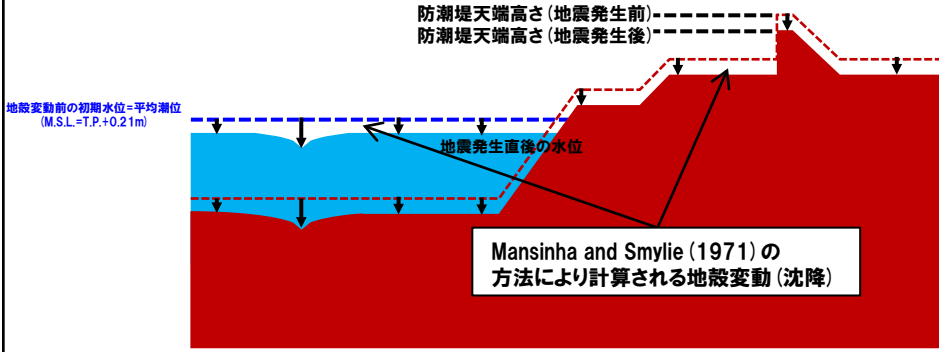 防潮堤天端高さ（地震発生前）
防潮堤天端高さ（地震発生後）
地殻変動前の初期水位=平均潮位
(M.S.L.=T.P.+0.21m)
地震発生直後の水位
Mansinha and Smylie（1971）の
方法により計算される地殻変動（沈降）